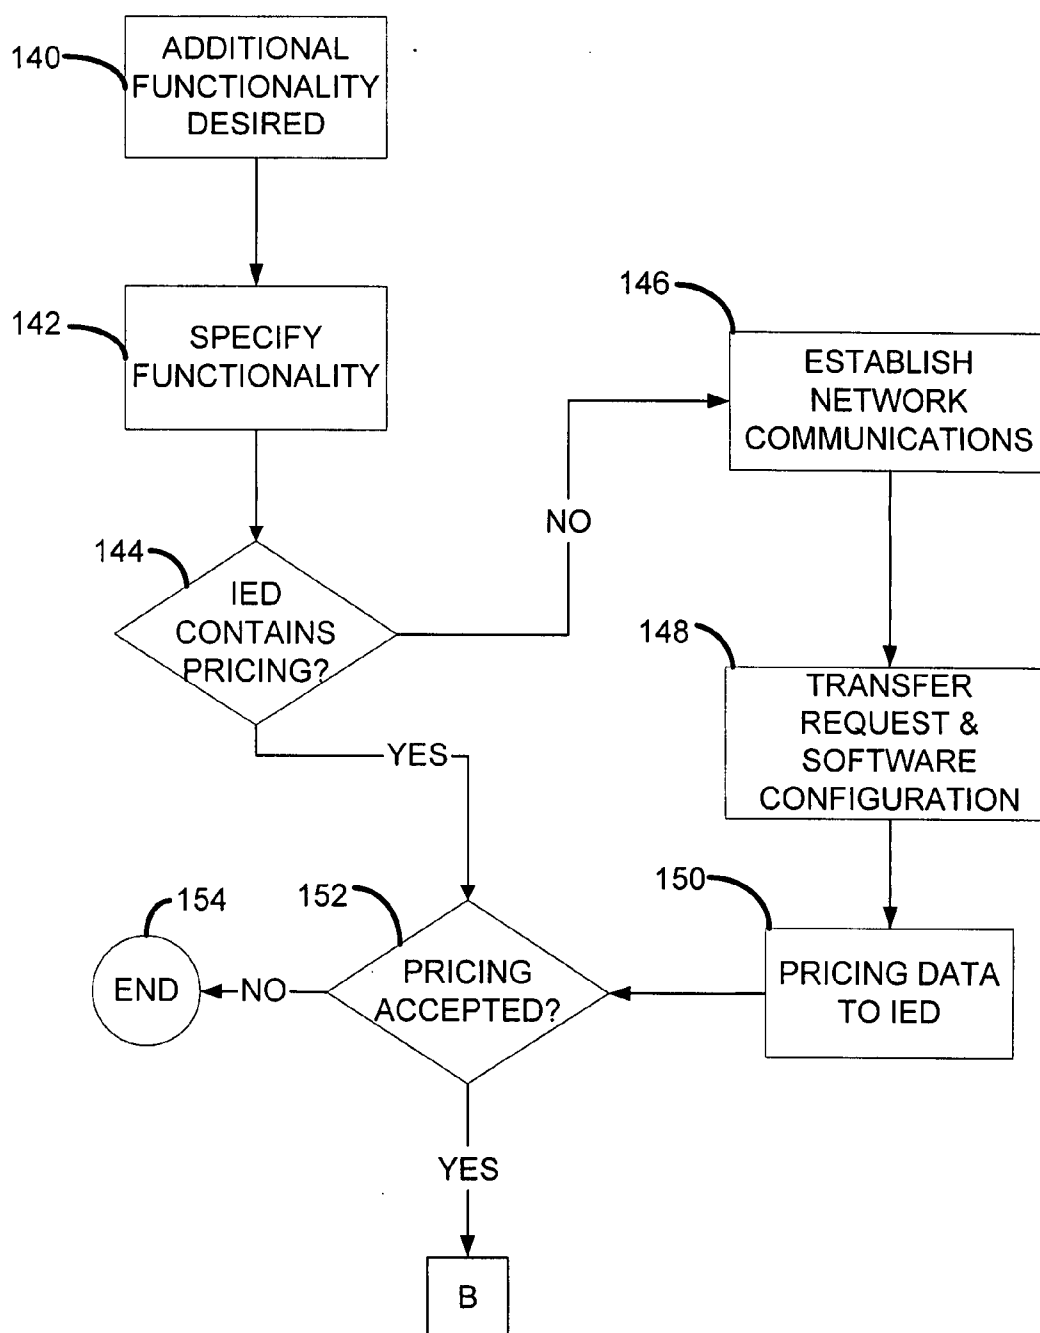 140
ADDITIONAL
FUNCTIONALITY
DESIRED
142
SPECIFY
FUNCTIONALITY
144
IED
CONTAINS
PRICING?
NO
YES
146
ESTABLISH
NETWORK
COMMUNICATIONS
148
TRANSFER
REQUEST &
SOFTWARE
CONFIGURATION
150
PRICING DATA
TO IED
152
PRICING
ACCEPTED?
NO
154
END
YES
B